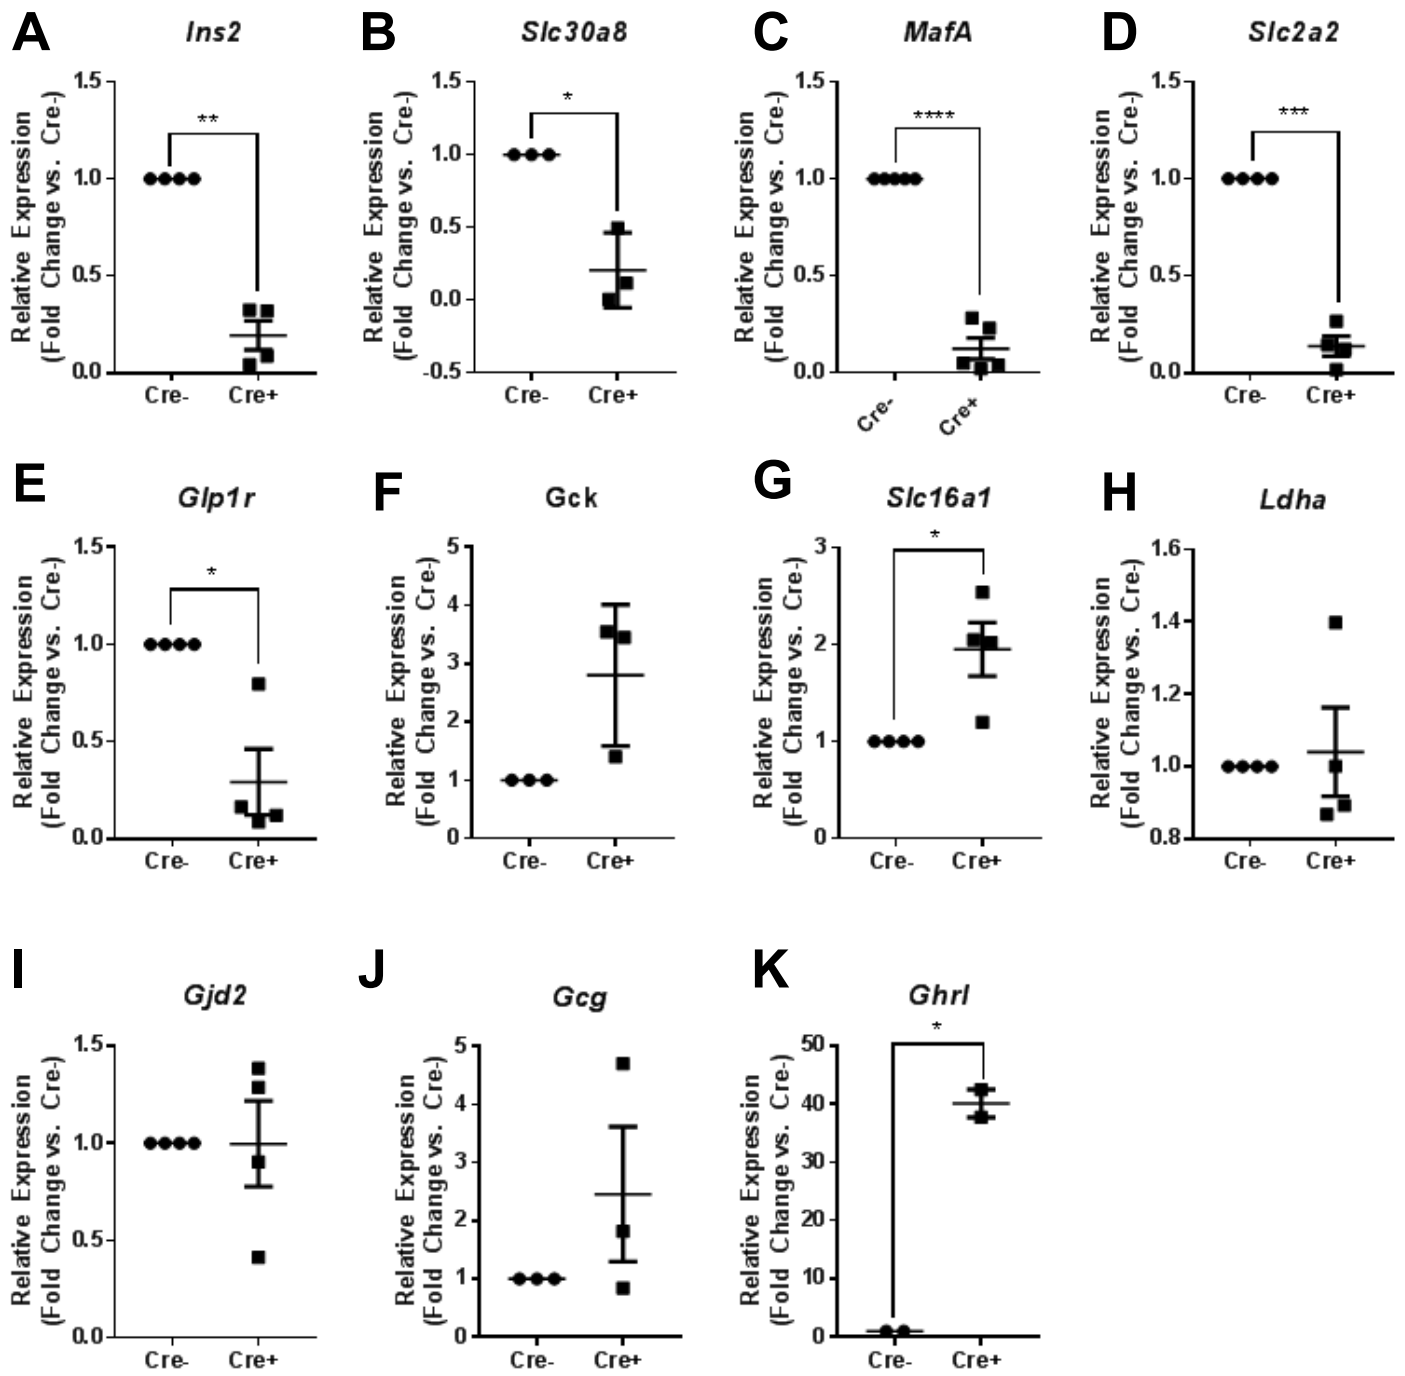 A
Ins2
Relative Expression
(Fold Change vs. Cre-)
1.5
1.0
0.5
0.0
**
Cre-
Cre+
B
Slc30a8
Relative Expression
(Fold Change vs. Cre-)
1.5
1.0
0.5
0.0
-0.5
*
Cre-
Cre+
C
MafA
Relative Expression
(Fold Change vs. Cre-)
1.5
1.0
0.5
0.0
****
Cre-
Cre+
D
Slc2a2
Relative Expression
(Fold Change vs. Cre-)
1.5
1.0
0.5
0.0
***
Cre-
Cre+
E
Glp1r
Relative Expression
(Fold Change vs. Cre-)
1.5
1.0
0.5
0.0
*
Cre-
Cre+
F
Gck
Relative Expression
(Fold Change vs. Cre-)
5
4
3
2
1
0
Cre-
Cre+
G
Slc16a1
Relative Expression
(Fold Change vs. Cre-)
3
2
1
0
*
Cre-
Cre+
H
Ldha
Relative Expression
(Fold Change vs. Cre-)
1.6
1.4
1.2
1.0
0.8
Cre-
Cre+
I
Gjd2
Relative Expression
(Fold Change vs. Cre-)
1.5
1.0
0.5
0.0
Cre-
Cre+
J
Gcg
Relative Expression
(Fold Change vs. Cre-)
5
4
3
2
1
0
Cre-
Cre+
K
Ghrl
Relative Expression
(Fold Change vs. Cre-)
50
40
30
20
10
0
*
Cre-
Cre+